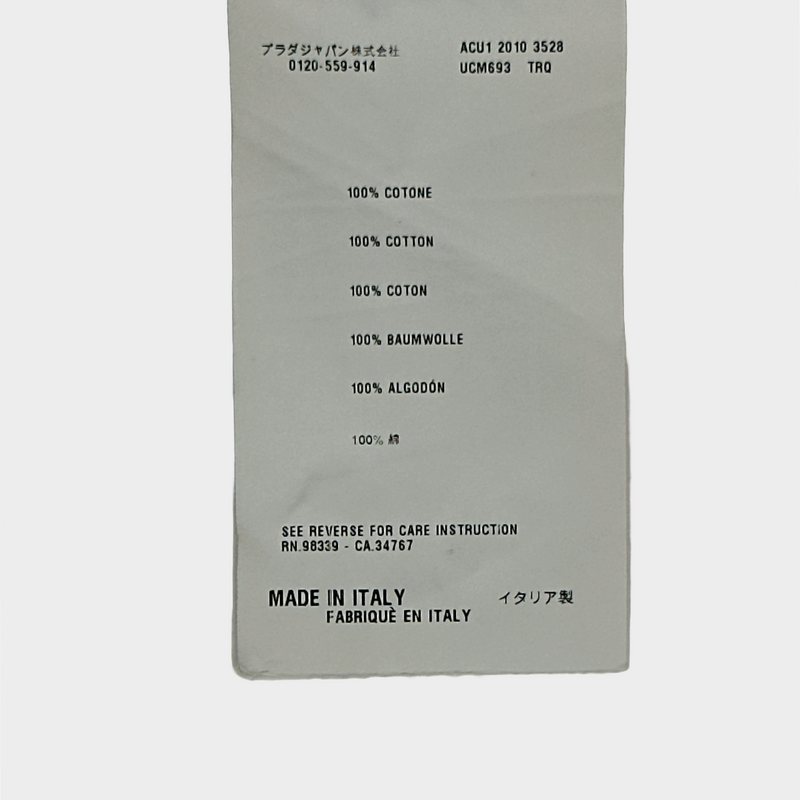 プラダジャパン株式会社
0120-559-914
ACU1 2010 3528
UCM693 TRQ
100% COTONE
100% COTTON
100% COTON
100% BAUMWOLLE
100% ALGODÓN
100% 綿
SEE REVERSE FOR CARE INSTRUCTION
RN.98339 - CA.34767
MADE IN ITALY
FABRIQUÈ EN ITALY
イタリア製